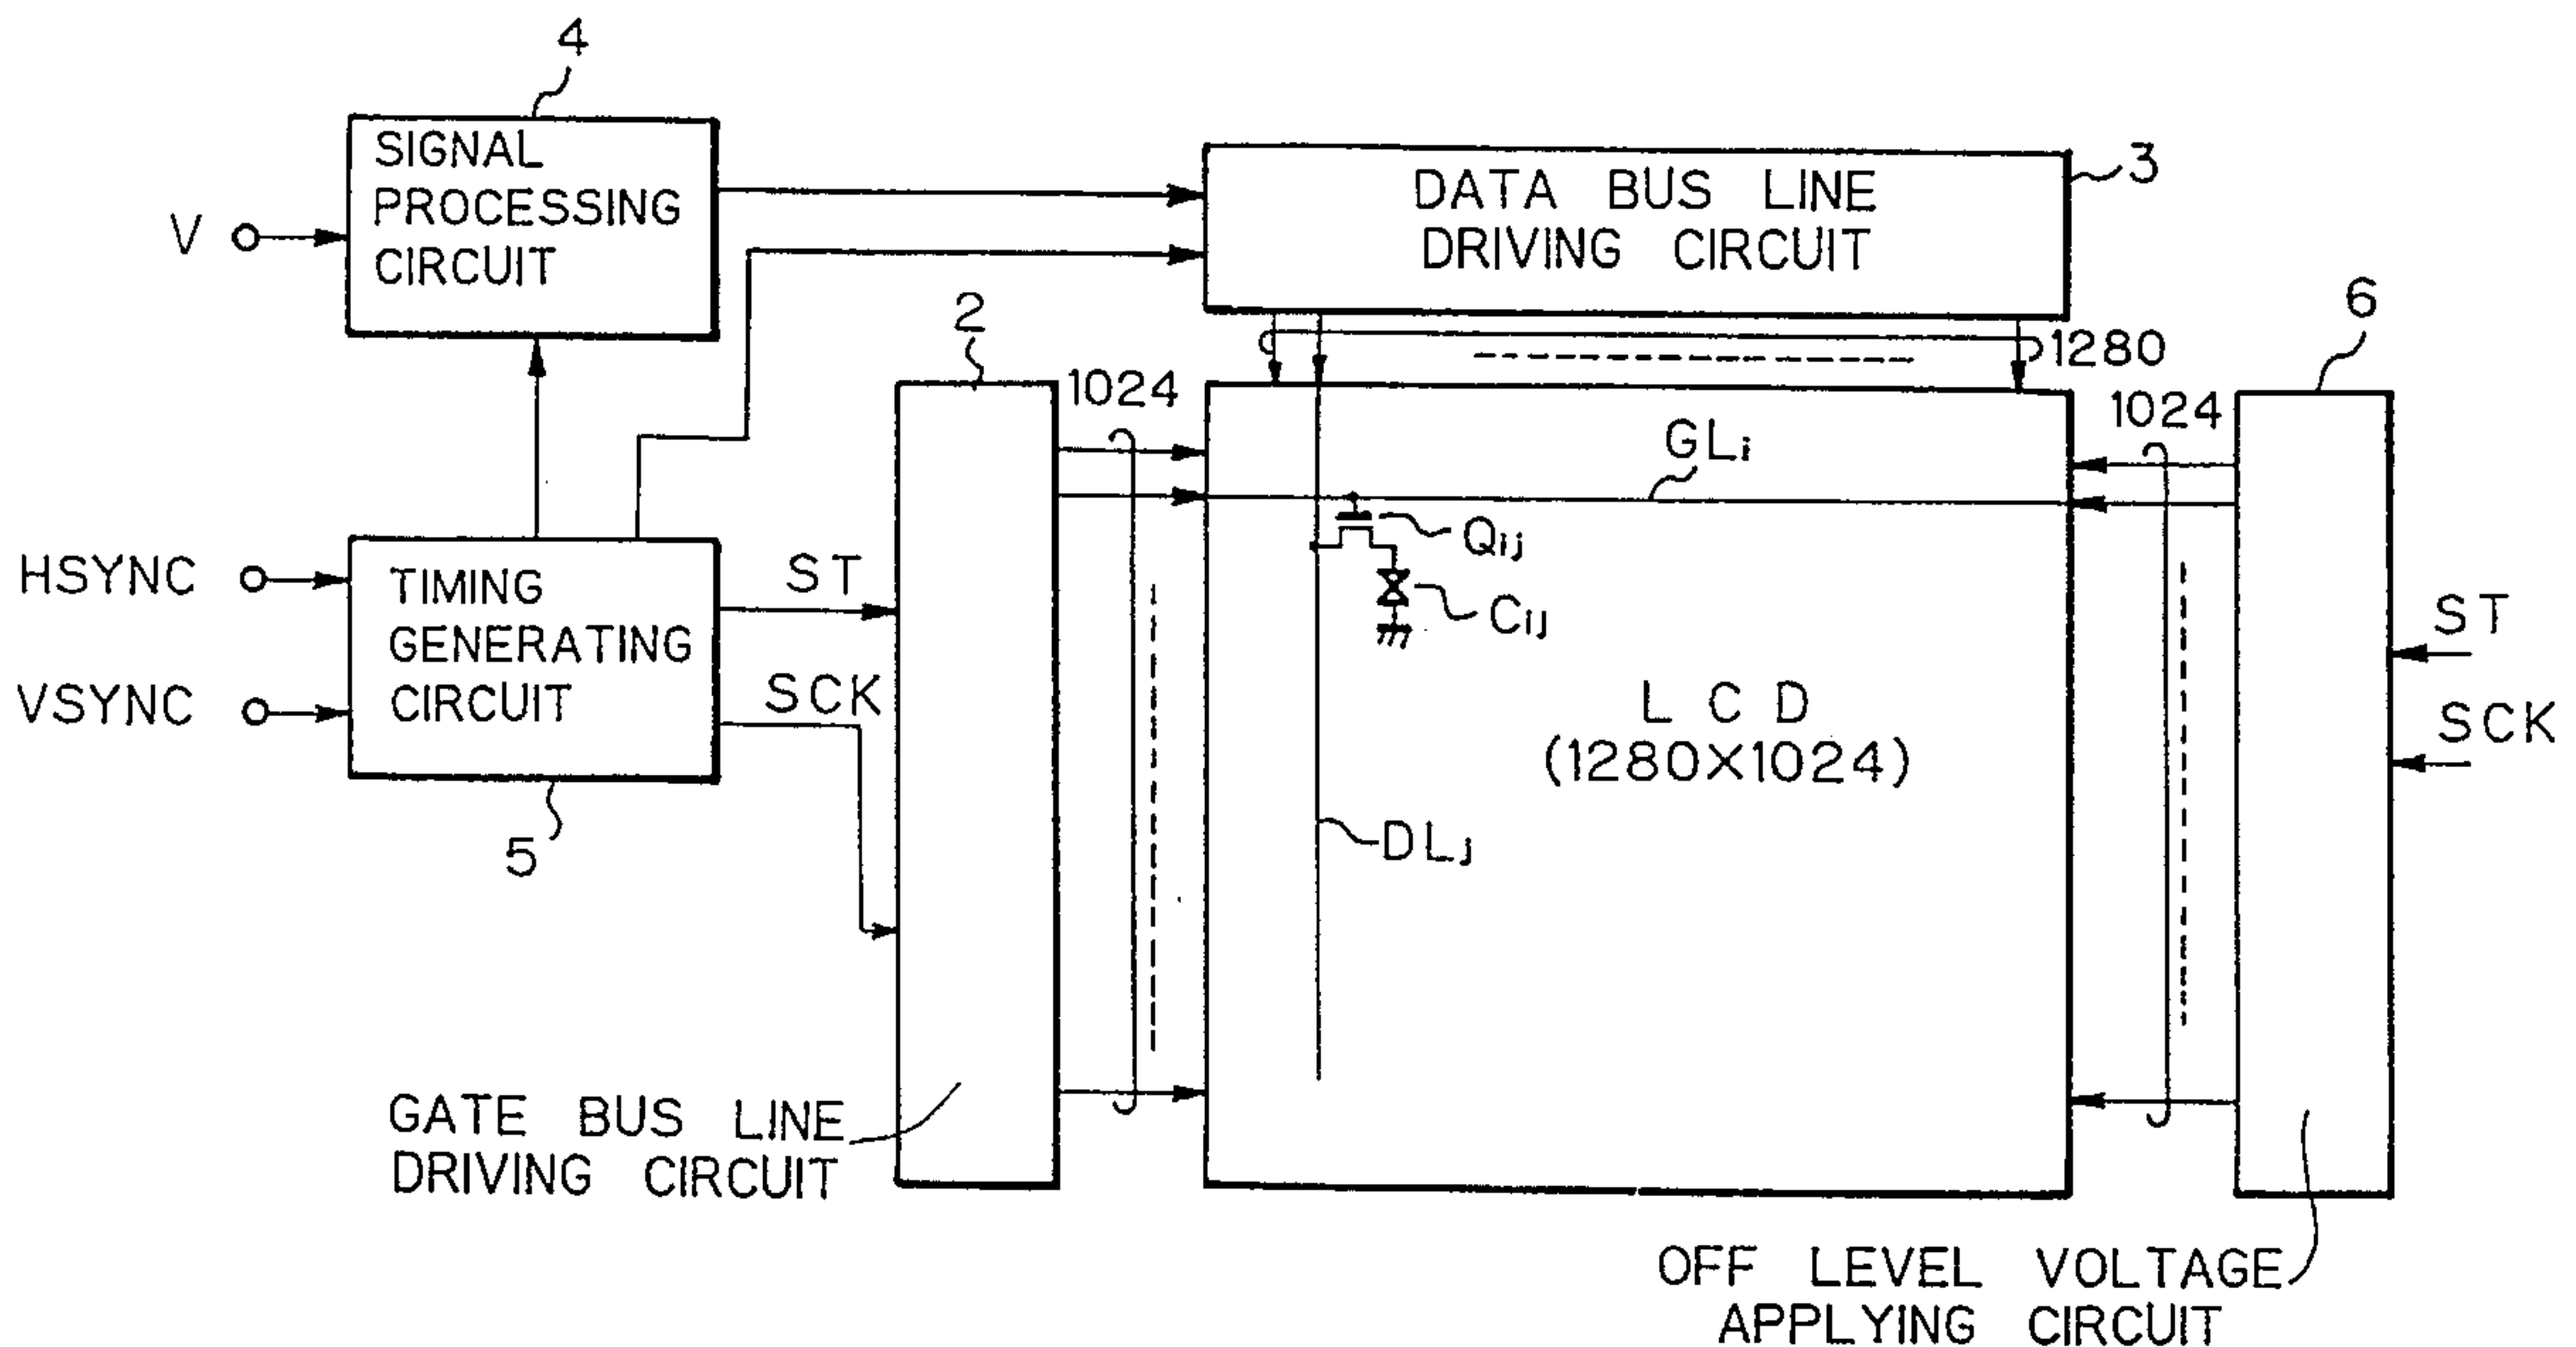 4
SIGNAL
PROCESSING
CIRCUIT
V
3
DATA BUS LINE
DRIVING CIRCUIT
2
1280
6
1024
1024
GLi
Qij
HSYNC
TIMING
GENERATING
CIRCUIT
ST
Cij
ST
VSYNC
SCK
L C D
(1280×1024)
SCK
5
DLj
GATE BUS LINE
DRIVING CIRCUIT
OFF LEVEL VOLTAGE
APPLYING CIRCUIT